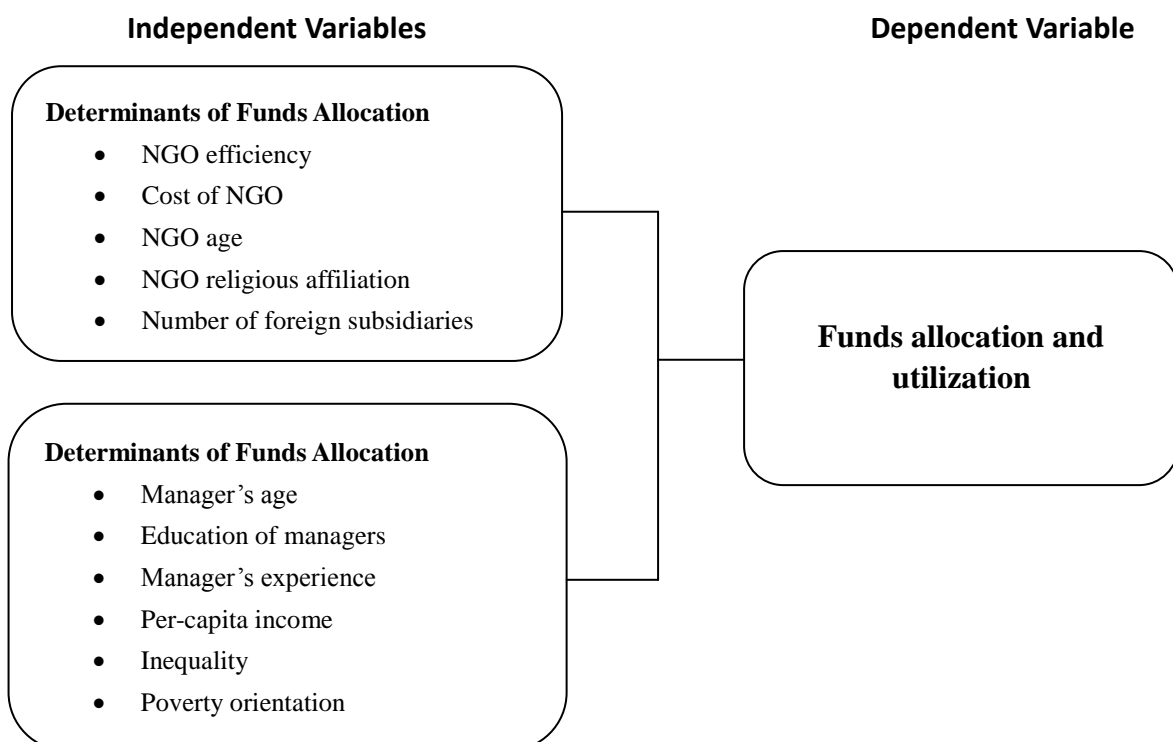 Independent Variables
Dependent Variable
Determinants of Funds Allocation
• NGO efficiency
• Cost of NGO
• NGO age
• NGO religious affiliation
• Number of foreign subsidiaries
Funds allocation and
utilization
Determinants of Funds Allocation
• Manager’s age
• Education of managers
• Manager’s experience
• Per-capita income
• Inequality
• Poverty orientation